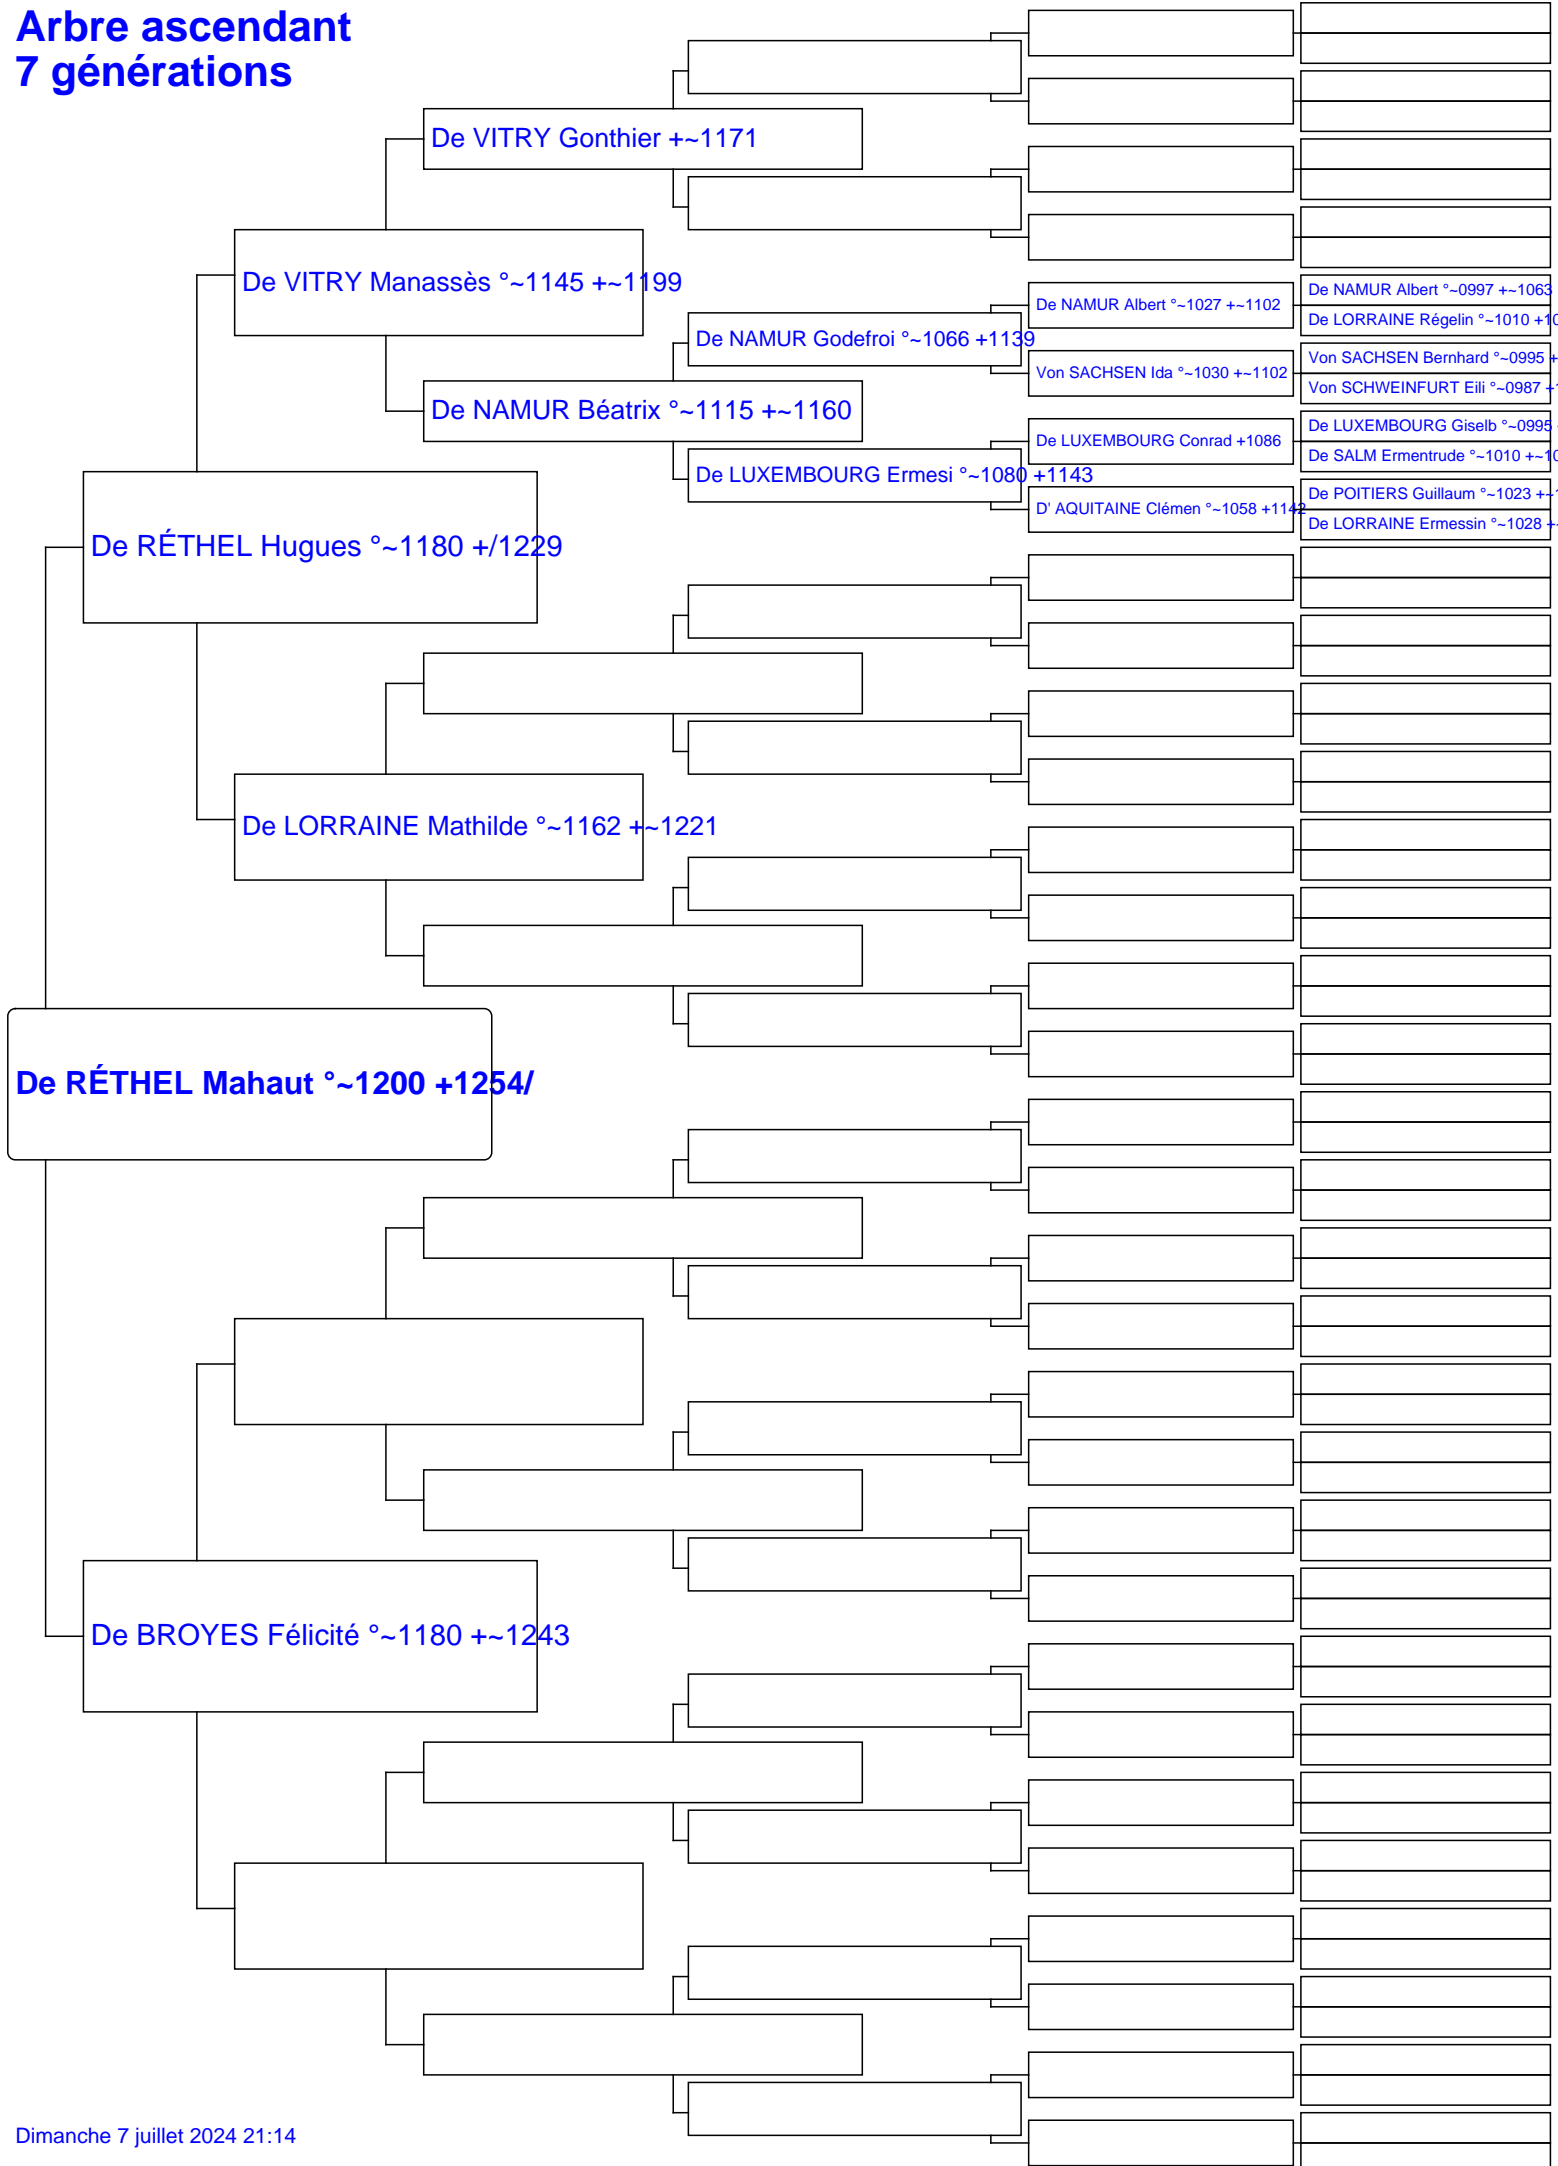 Arbre ascendant
7 générations
De VITRY Gonthier +~1171
De VITRY Manassès °~1145 +~1199
De NAMUR Albert °~0997 +~1063
De NAMUR Albert °~1027 +~1102
De LORRAINE Régelin °~1010 +10
De NAMUR Godefroi °~1066 +1139
Von SACHSEN Bernhard °~0995 +
Von SACHSEN Ida °~1030 +~1102
Von SCHWEINFURT Eili °~0987 +
De NAMUR Béatrix °~1115 +~1160
De LUXEMBOURG Giselb °~0995
De LUXEMBOURG Conrad +1086
De SALM Ermentrude °~1010 +~10
De LUXEMBOURG Ermesi °~1080 +1143
De POITIERS Guillaum °~1023 +~
D' AQUITAINE Clémen °~1058 +1142
De LORRAINE Ermessin °~1028 +
De RÉTHEL Hugues °~1180 +/1229
De LORRAINE Mathilde °~1162 +~1221
De RÉTHEL Mahaut °~1200 +1254/
De BROYES Félicité °~1180 +~1243
Dimanche 7 juillet 2024 21:14